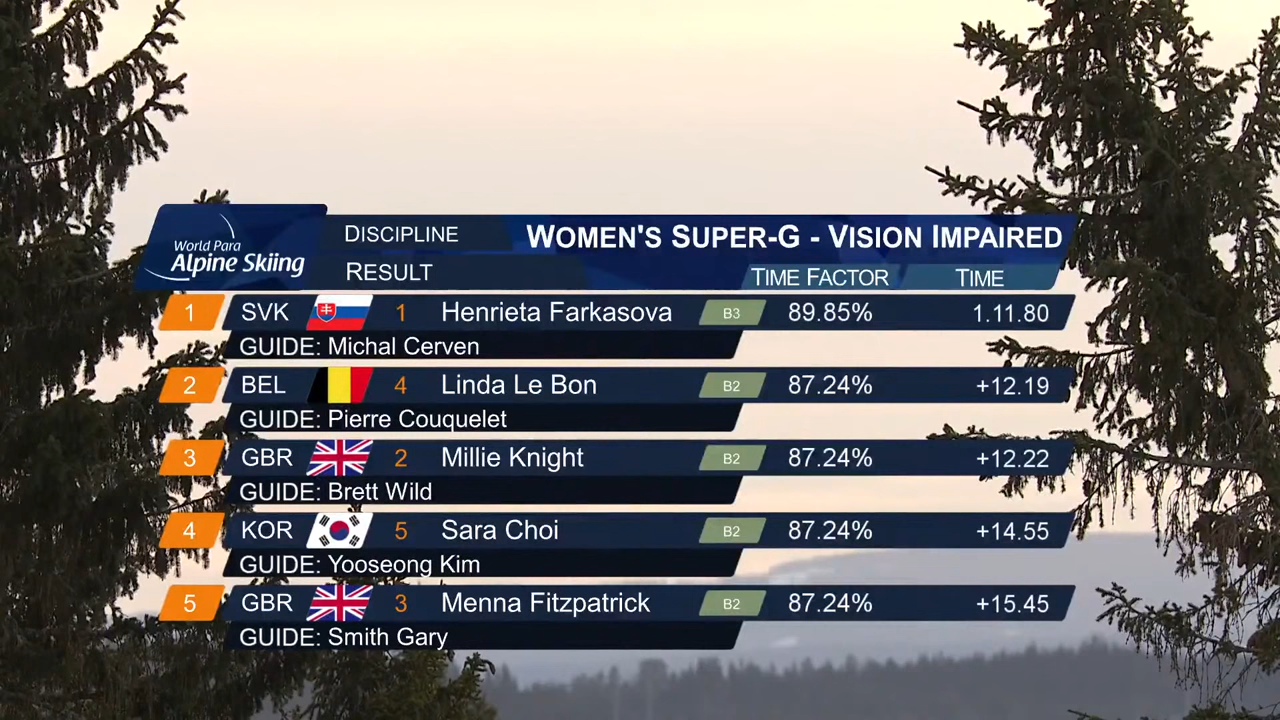 World Para
Alpine Skiing
DISCIPLINE WOMEN'S SUPER-G - VISION IMPAIRED
RESULT TIME FACTOR TIME
1 SVK 1 Henrieta Farkasova B3 89.85% 1.11.80
GUIDE: Michal Cerven
2 BEL 4 Linda Le Bon B2 87.24% +12.19
GUIDE: Pierre Couquelet
3 GBR 2 Millie Knight B2 87.24% +12.22
GUIDE: Brett Wild
4 KOR 5 Sara Choi B2 87.24% +14.55
GUIDE: Yooseong Kim
5 GBR 3 Menna Fitzpatrick B2 87.24% +15.45
GUIDE: Smith Gary